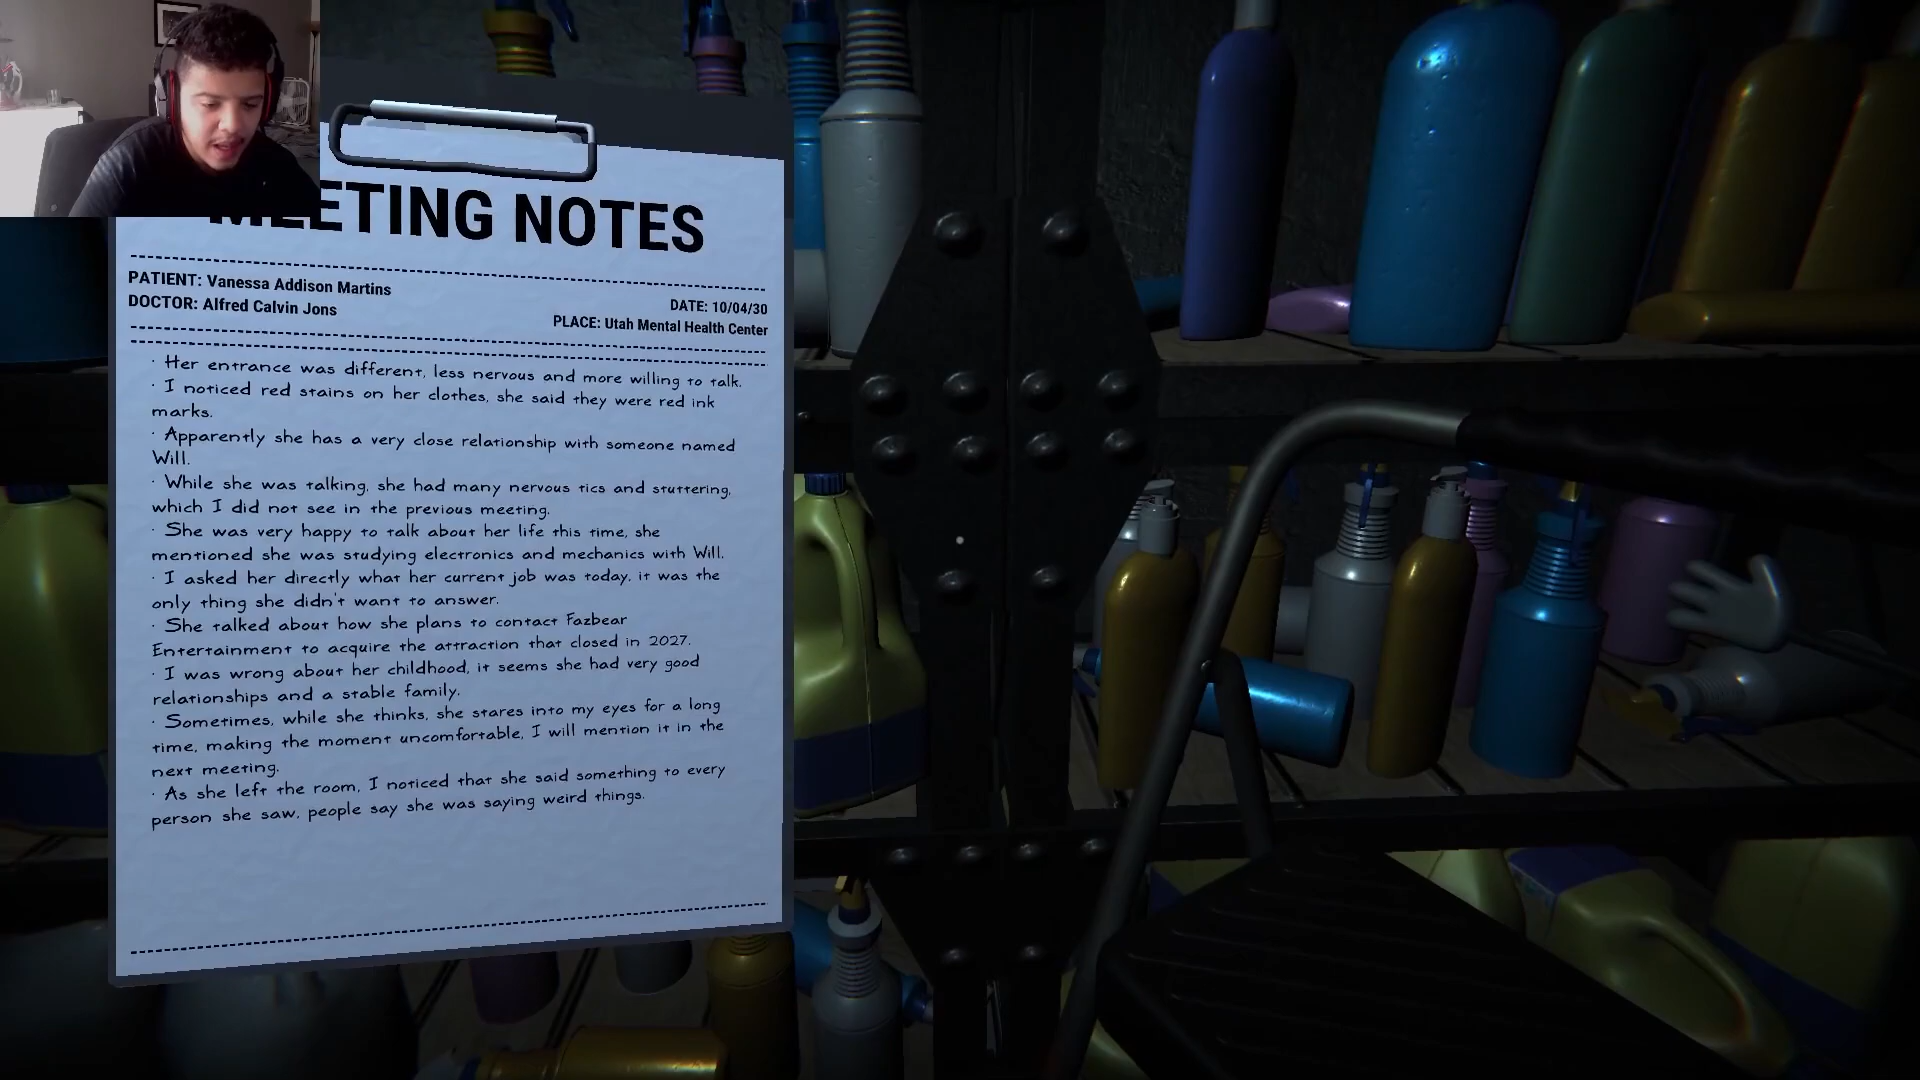 MEETING NOTES
PATIENT: Vanessa Addison Martins
DOCTOR: Alfred Calvin Jons
DATE: 10/04/30
PLACE: Utah Mental Health Center
· Her entrance was different, less nervous and more willing to talk.
· I noticed red stains on her clothes, she said they were red ink
marks.
· Apparently she has a very close relationship with someone named
Will.
· While she was talking, she had many nervous tics and stuttering,
which I did not see in the previous meeting.
· She was very happy to talk about her life this time, she
mentioned she was studying electronics and mechanics with Will.
· I asked her directly what her current job was today, it was the
only thing she didn't want to answer.
· She talked about how she plans to contact Fazbear
Entertainment to acquire the attraction that closed in 2027.
· I was wrong about her childhood, it seems she had very good
relationships and a stable family.
· Sometimes, while she thinks, she stares into my eyes for a long
time, making the moment uncomfortable, I will mention it in the
next meeting.
· As she left the room, I noticed that she said something to every
person she saw, people say she was saying weird things.